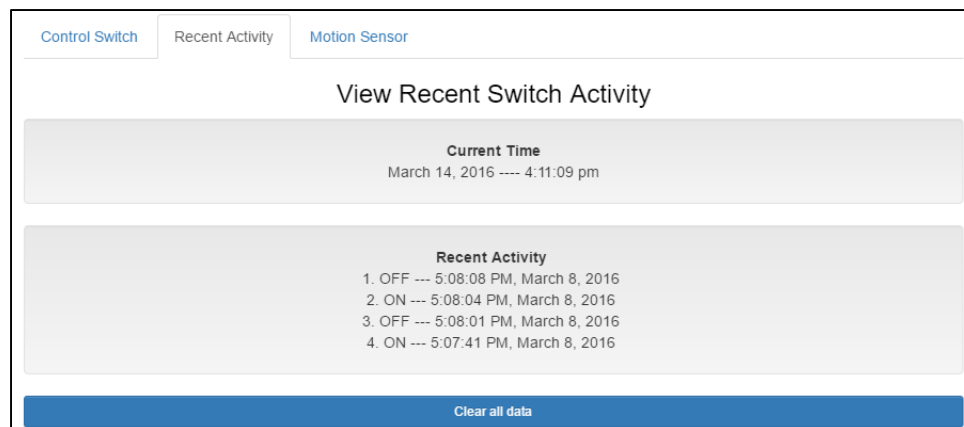 Control Switch Recent Activity Motion Sensor
View Recent Switch Activity
Current Time
March 14, 2016 ---- 4:11:09 pm
Recent Activity
1. OFF --- 5:08:08 PM, March 8, 2016
2. ON --- 5:08:04 PM, March 8, 2016
3. OFF --- 5:08:01 PM, March 8, 2016
4. ON --- 5:07:41 PM, March 8, 2016
Clear all data